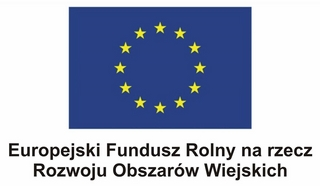 Europejski Fundusz Rolny na rzecz
Rozwoju Obszarów Wiejskich